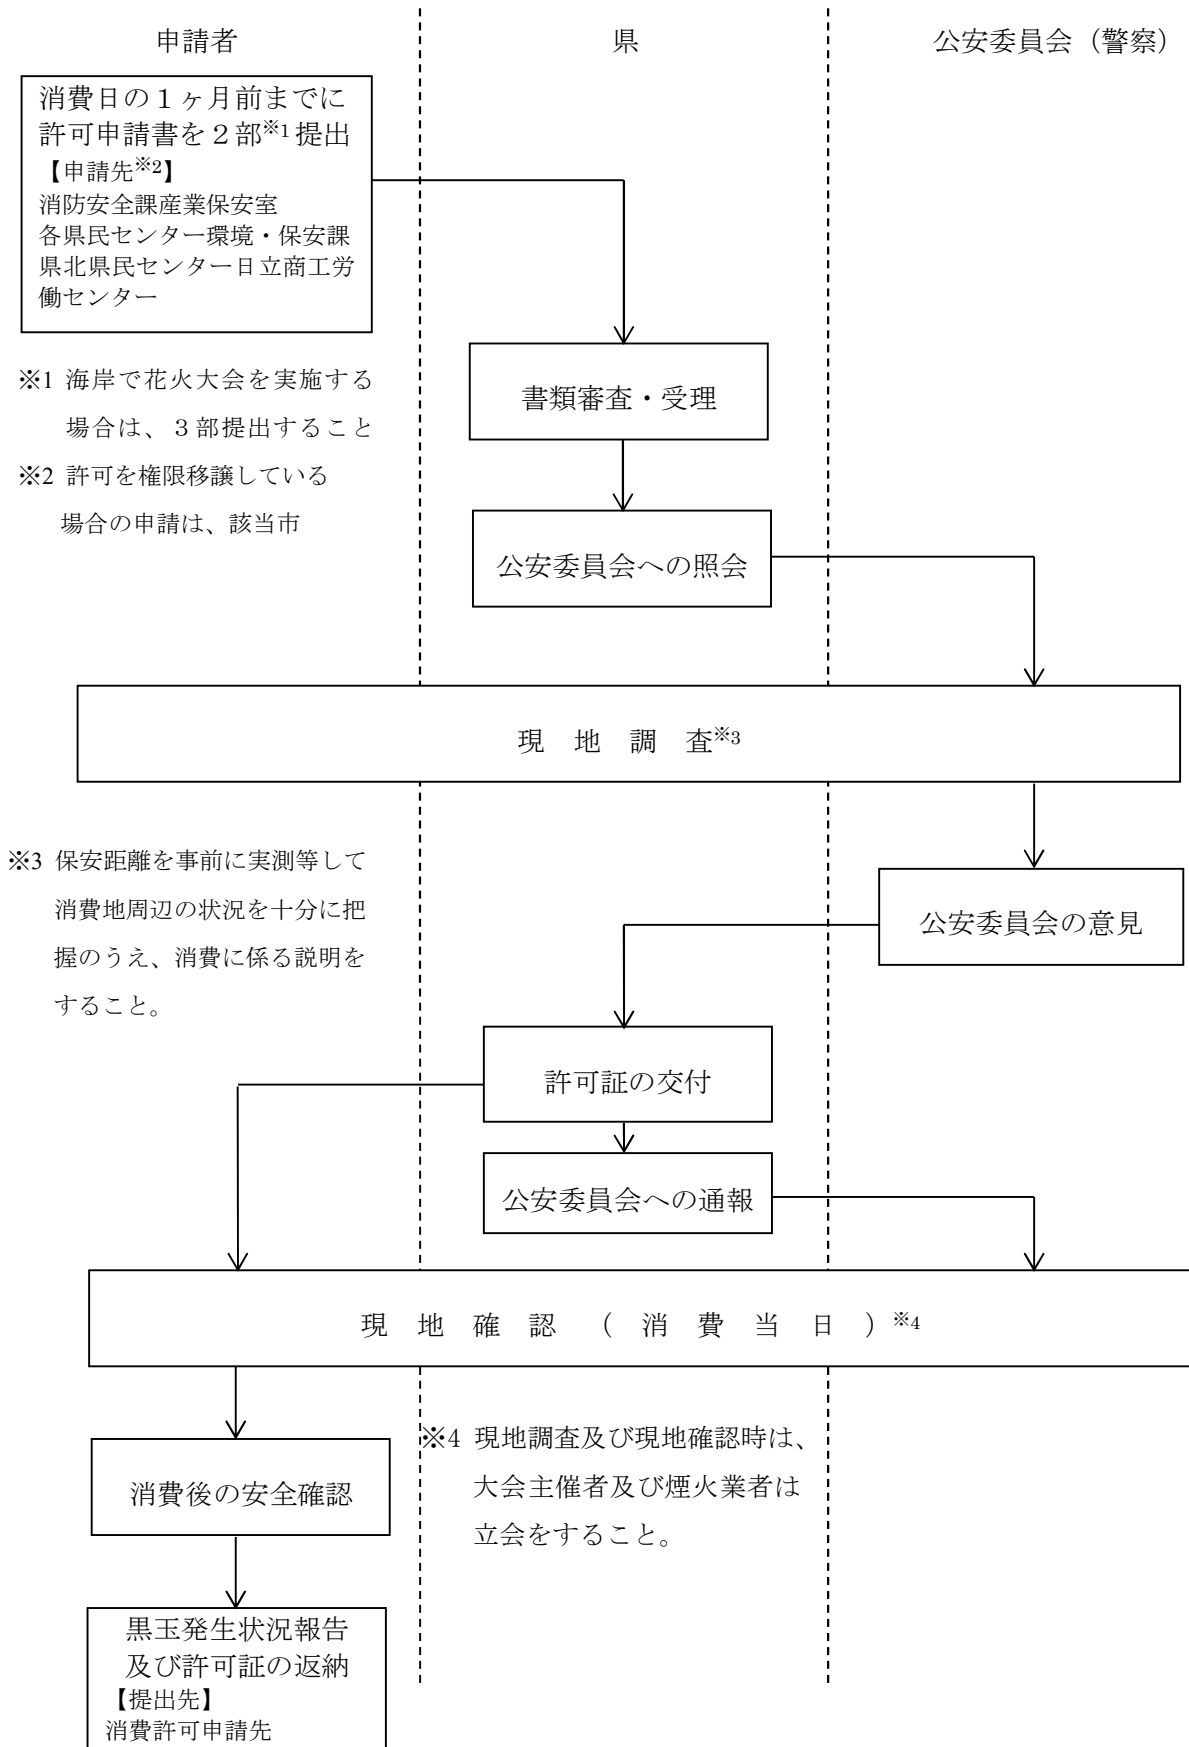 申請者
県
公安委員会（警察）
消費日の１ヶ月前までに
許可申請書を２部※1提出
【申請先※2】
消防安全課産業保安室
各県民センター環境・保安課
県北県民センター日立商工労
働センター
※1 海岸で花火大会を実施する
場合は、３部提出すること
※2 許可を権限移譲している
場合の申請は、該当市
書類審査・受理
公安委員会への照会
現　地　調　査※3
※3 保安距離を事前に実測等して
消費地周辺の状況を十分に把
握のうえ、消費に係る説明を
すること。
公安委員会の意見
許可証の交付
公安委員会への通報
現　地　確　認　（　消　費　当　日　）※4
消費後の安全確認
※4 現地調査及び現地確認時は、
大会主催者及び煙火業者は
立会をすること。
黒玉発生状況報告
及び許可証の返納
【提出先】
消費許可申請先